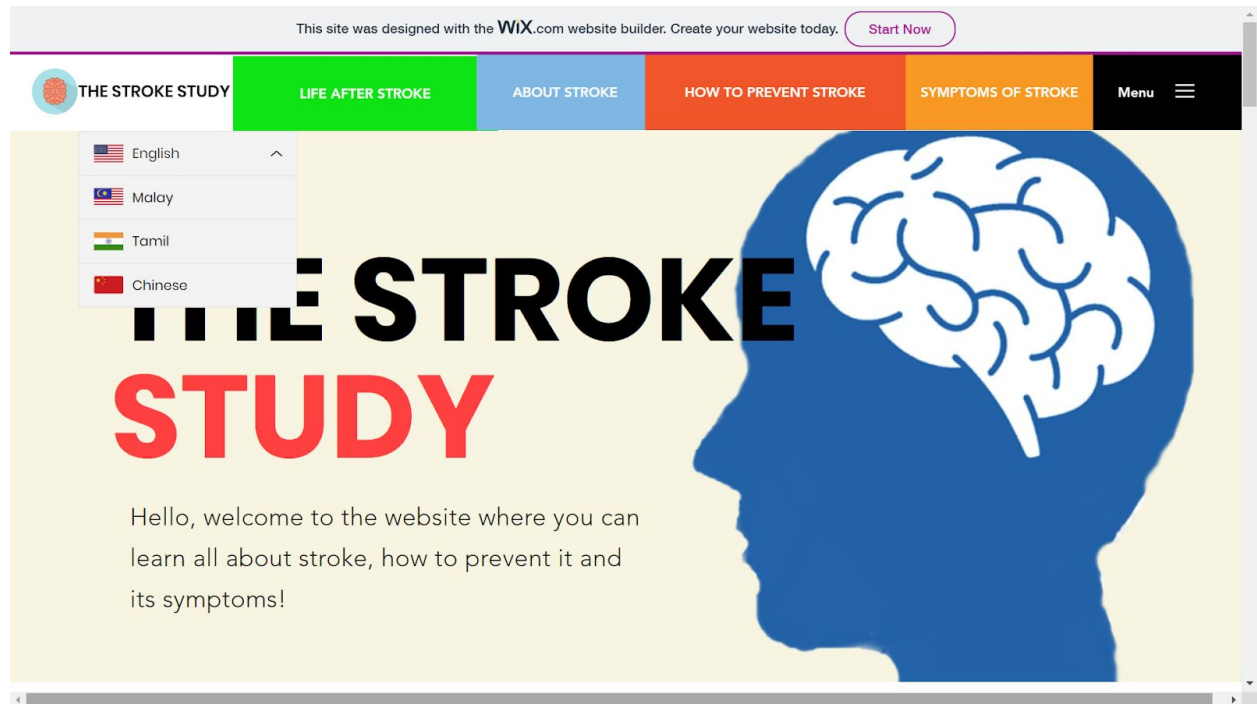 This site was designed with the WiX.com website builder. Create your website today. Start Now
THE STROKE STUDY LIFE AFTER STROKE ABOUT STROKE HOW TO PREVENT STROKE SYMPTOMS OF STROKE Menu
English
Malay
Tamil
Chinese
THE STROKE
STUDY
Hello, welcome to the website where you can
learn all about stroke, how to prevent it and
its symptoms!